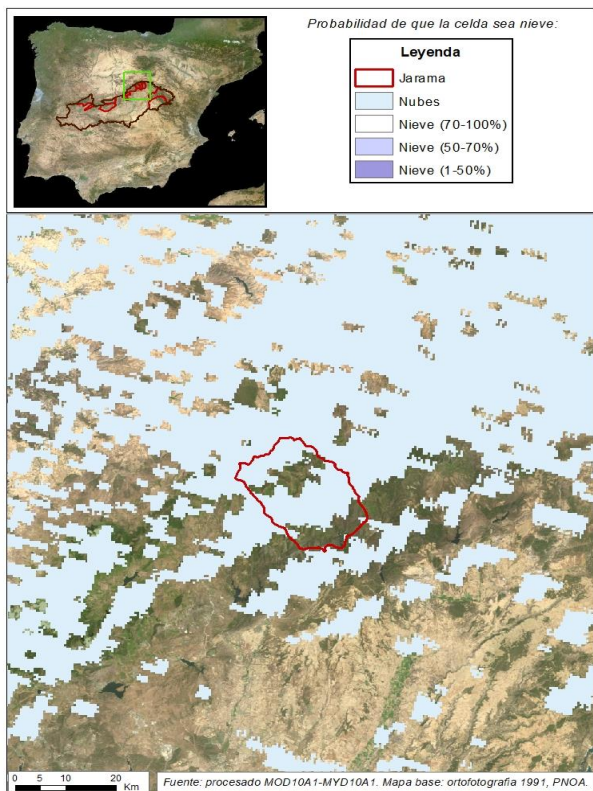 Probabilidad de que la celda sea nieve:
Leyenda
Jarama
Nubes
Nieve (70-100%)
Nieve (50-70%)
Nieve (1-50%)
0 5 10 20
Km
Fuente: procesado MOD10A1-MYD10A1. Mapa base: ortofotografia 1991, PNOA.